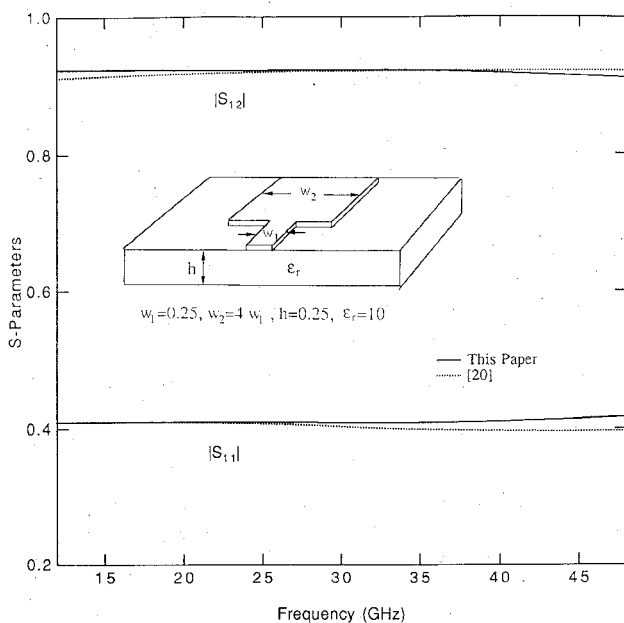 1.0
0.8
0.6
0.4
0.2
S-Parameters
|S₁₂|
w₂
w₁
h
εᵣ
w₁=0.25, w₂=4 w₁ , h=0.25, εᵣ=10
This Paper
[20]
|S₁₁|
15 20 25 30 35 40 45
Frequency (GHz)